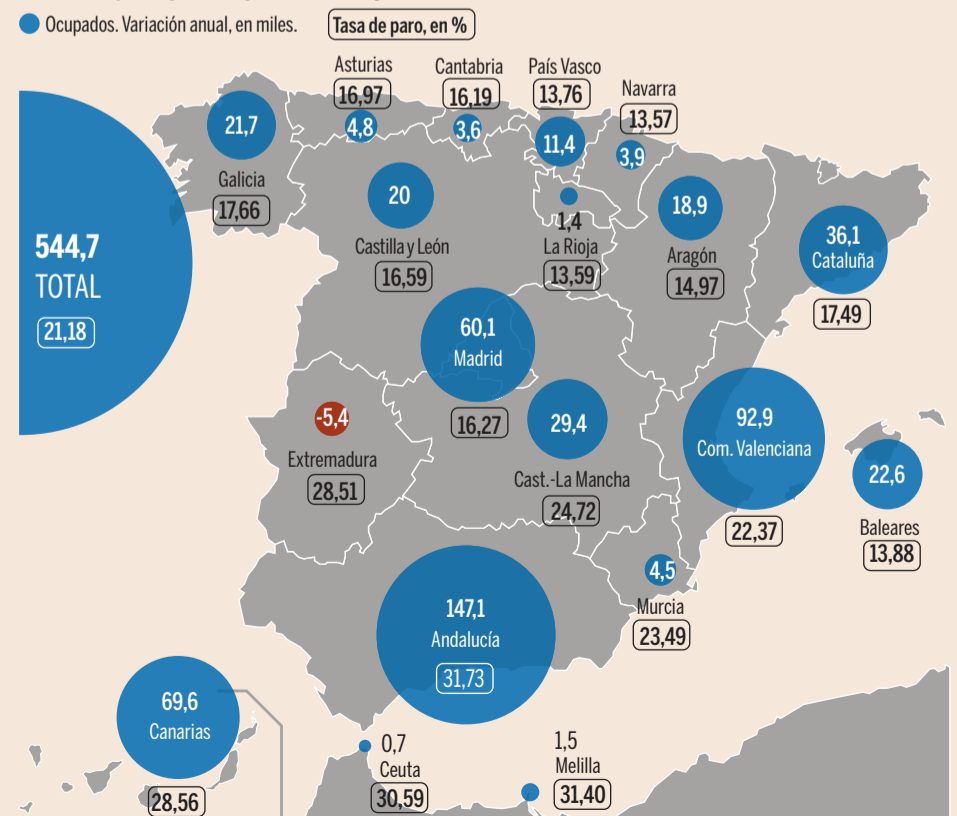 Ocupados. Variación anual, en miles.
Tasa de paro, en %
544,7
TOTAL
21,18
21,7
Galicia
17,66
Asturias
16,97
4,8
Cantabria
16,19
3,6
País Vasco
13,76
11,4
Navarra
13,57
3,9
20
Castilla y León
16,59
1,4
La Rioja
13,59
18,9
Aragón
14,97
36,1
Cataluña
17,49
60,1
Madrid
16,27
-5,4
Extremadura
28,51
29,4
Cast.-La Mancha
24,72
92,9
Com. Valenciana
22,37
22,6
Baleares
13,88
4,5
Murcia
23,49
147,1
Andalucía
31,73
69,6
Canarias
28,56
0,7
Ceuta
30,59
1,5
Melilla
31,40